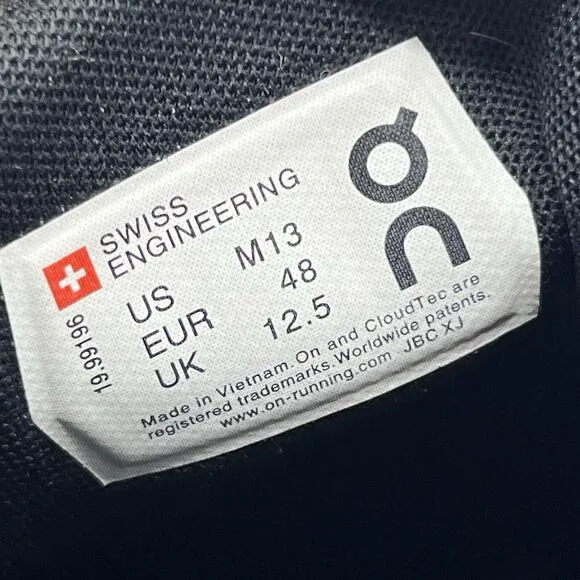 SWISS
ENGINEERING
US M13
EUR 48
UK 12.5
19.99196
Made in Vietnam. On and CloudTec are
registered trademarks. Worldwide patents.
www.on-running.com JBC XJ
On